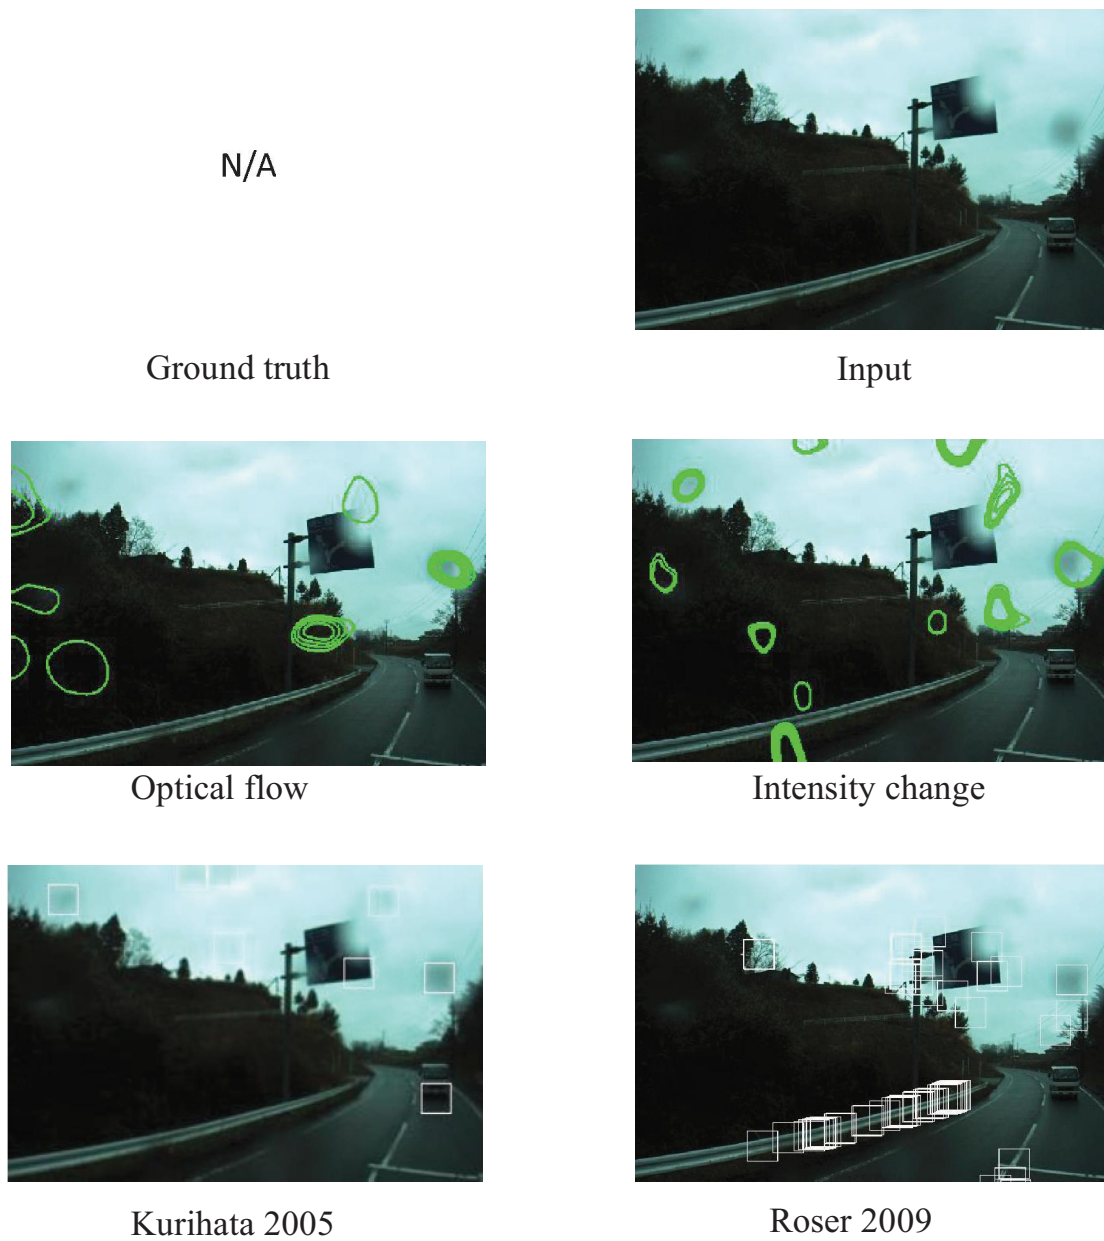 N/A
Ground truth
Input
Optical flow
Intensity change
Kurihata 2005
Roser 2009